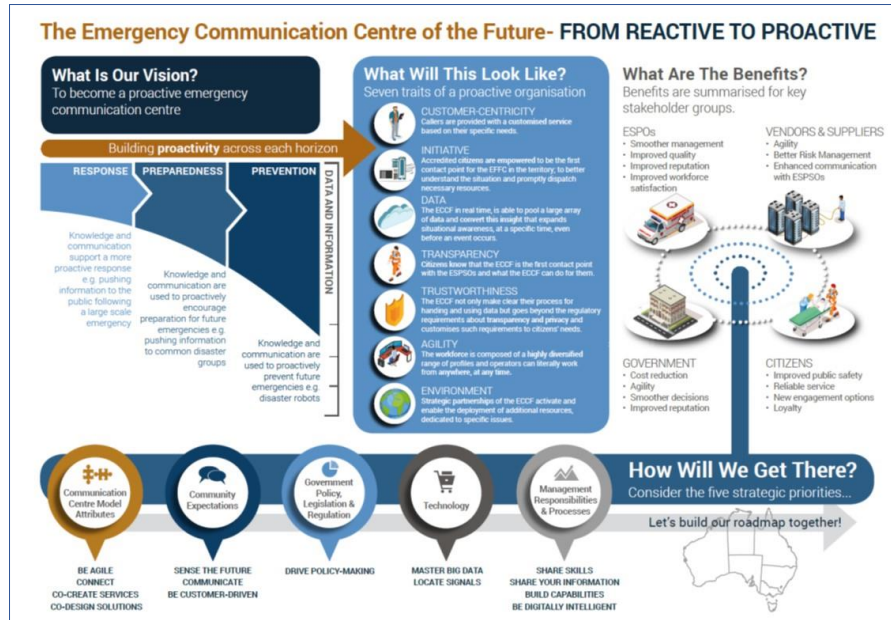 The Emergency Communication Centre of the Future- FROM REACTIVE TO PROACTIVE
What Is Our Vision?
To become a proactive emergency
communication centre
Building proactivity across each horizon
RESPONSE
PREPAREDNESS
PREVENTION
DATA AND INFORMATION
Knowledge and
communication
support a more
proactive response
e.g. pushing
information to the
public following
a large scale
emergency
Knowledge and
communication are
used to proactively
encourage
preparation for future
emergencies e.g.
pushing information
to common disaster
groups
Knowledge and
communication are
used to proactively
prevent future
emergencies e.g.
disaster robots
What Will This Look Like?
Seven traits of a proactive organisation
CUSTOMER-CENTRICITY
Callers are provided with a customised service
based on their specific needs.
INITIATIVE
Accredited citizens are empowered to be the first
contact point for the EFFC in the territory; to better
understand the situation and promptly dispatch
necessary resources.
DATA
The ECCF in real time, is able to pool a large array
of data and convert this insight that expands
situational awareness, at a specific time, even
before an event occurs.
TRANSPARENCY
Citizens know that the ECCF is the first contact point
with the ESPSOs and what the ECCF can do for them.
TRUSTWORTHINESS
The ECCF not only make clear their process for
handing and using data but goes beyond the regulatory
requirements about transparency and privacy and
customises such requirements to citizens' needs.
AGILITY
The workforce is composed of a highly diversified
range of profiles and operators can literally work
from anywhere, at any time.
ENVIRONMENT
Strategic partnerships of the ECCF activate and
enable the deployment of additional resources,
dedicated to specific issues.
What Are The Benefits?
Benefits are summarised for key
stakeholder groups.
ESPOs
• Smoother management
• Improved quality
• Improved reputation
• Improved workforce
satisfaction
VENDORS & SUPPLIERS
• Agility
• Better Risk Management
• Enhanced communication
with ESPSOs
GOVERNMENT
• Cost reduction
• Agility
• Smoother decisions
• Improved reputation
CITIZENS
• Improved public safety
• Reliable service
• New engagement options
• Loyalty
How Will We Get There?
Consider the five strategic priorities...
Let's build our roadmap together!
Communication
Centre Model
Attributes
BE AGILE
CONNECT
CO-CREATE SERVICES
CO-DESIGN SOLUTIONS
Community
Expectations
SENSE THE FUTURE
COMMUNICATE
BE CUSTOMER-DRIVEN
Government
Policy,
Legislation &
Regulation
DRIVE POLICY-MAKING
Technology
MASTER BIG DATA
LOCATE SIGNALS
Management
Responsibilities
& Processes
SHARE SKILLS
SHARE YOUR INFORMATION
BUILD CAPABILITIES
BE DIGITALLY INTELLIGENT